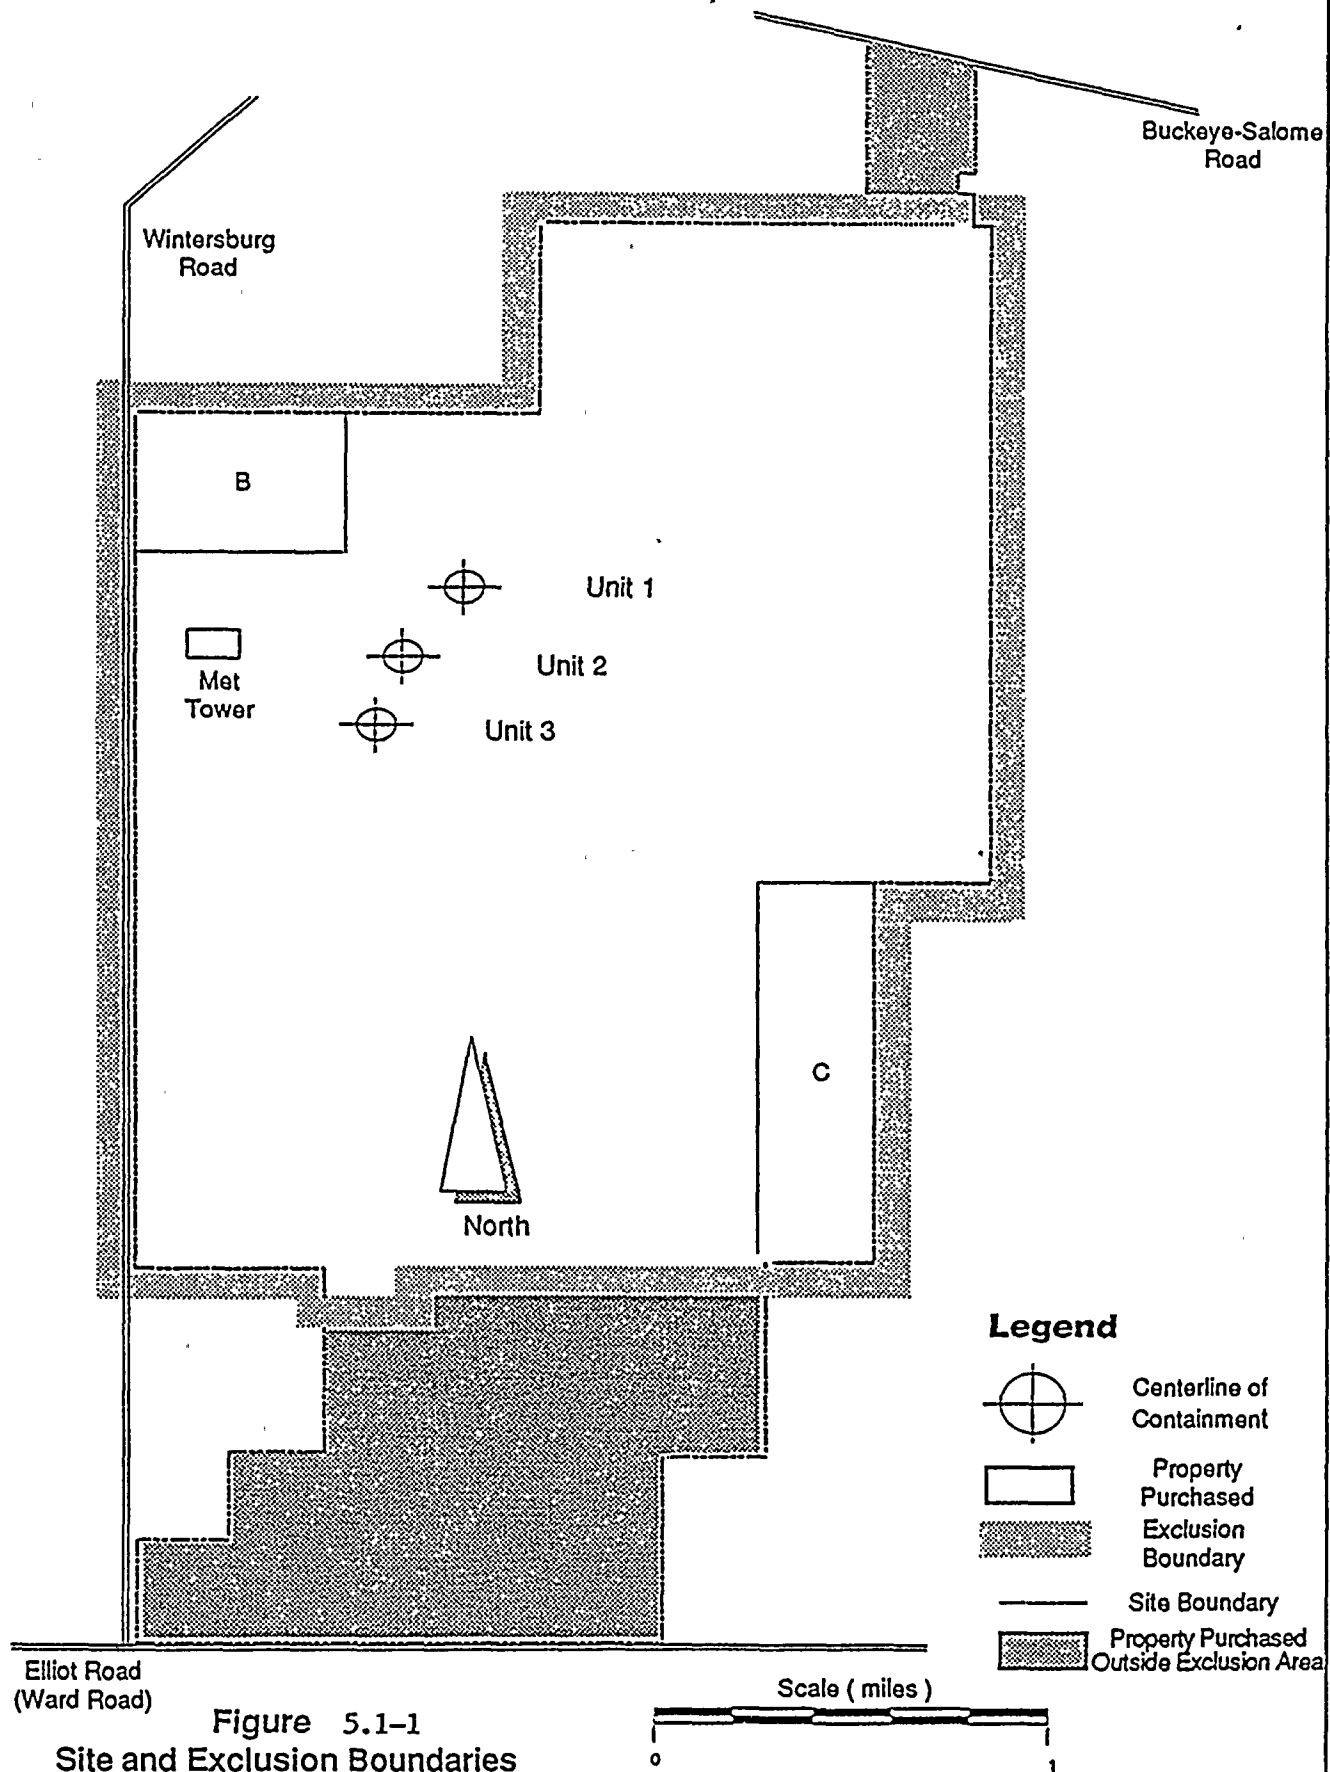 Buckeye-Salome
Road
Wintersburg
Road
B
Unit 1
Unit 2
Met
Tower
Unit 3
C
North
Legend
Centerline of
Containment
Property
Purchased
Exclusion
Boundary
Site Boundary
Property Purchased
Outside Exclusion Area
Elliot Road
(Ward Road)
Scale ( miles )
0
1
Figure 5.1-1
Site and Exclusion Boundaries